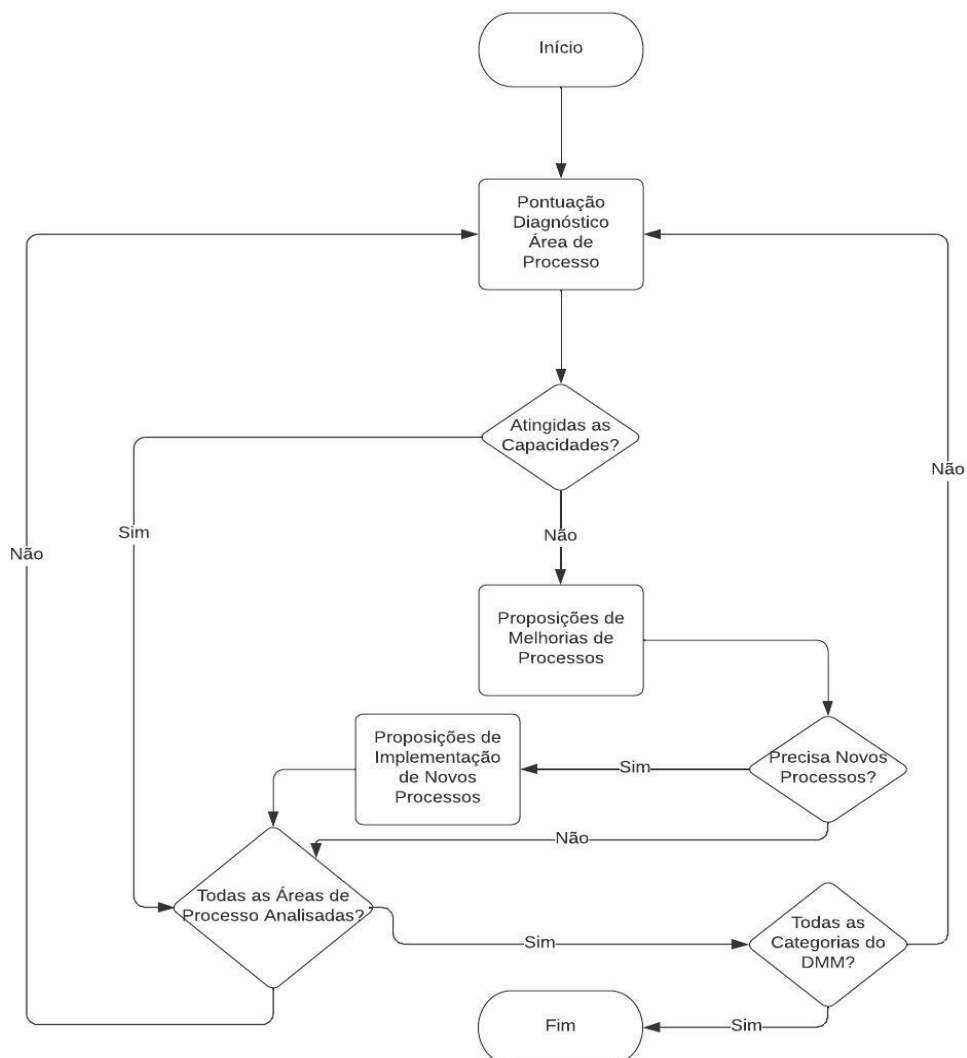 Início
Pontuação
Diagnóstico
Área de
Processo
Atingidas as
Capacidades?
Não
Sim
Não
Não
Proposições de
Melhorias de
Processos
Proposições de
Implementação
de Novos
Processos
Sim
Precisa Novos
Processos?
Não
Todas as Áreas de
Processo Analisadas?
Sim
Todas as
Categorias do
DMM?
Fim
Sim